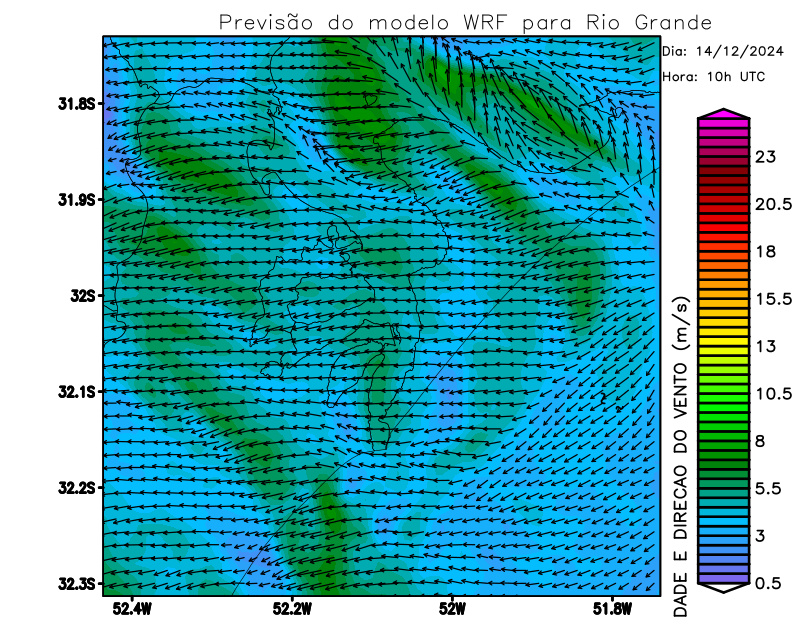 Previsão do modelo WRF para Rio Grande
Dia: 14/12/2024
Hora: 10h UTC
31.8S
31.9S
32S
32.1S
32.2S
32.3S
52.4W
52.2W
52W
51.8W
23
20.5
18
15.5
13
10.5
8
5.5
3
0.5
DADE E DIRECAO DO VENTO (m/s)